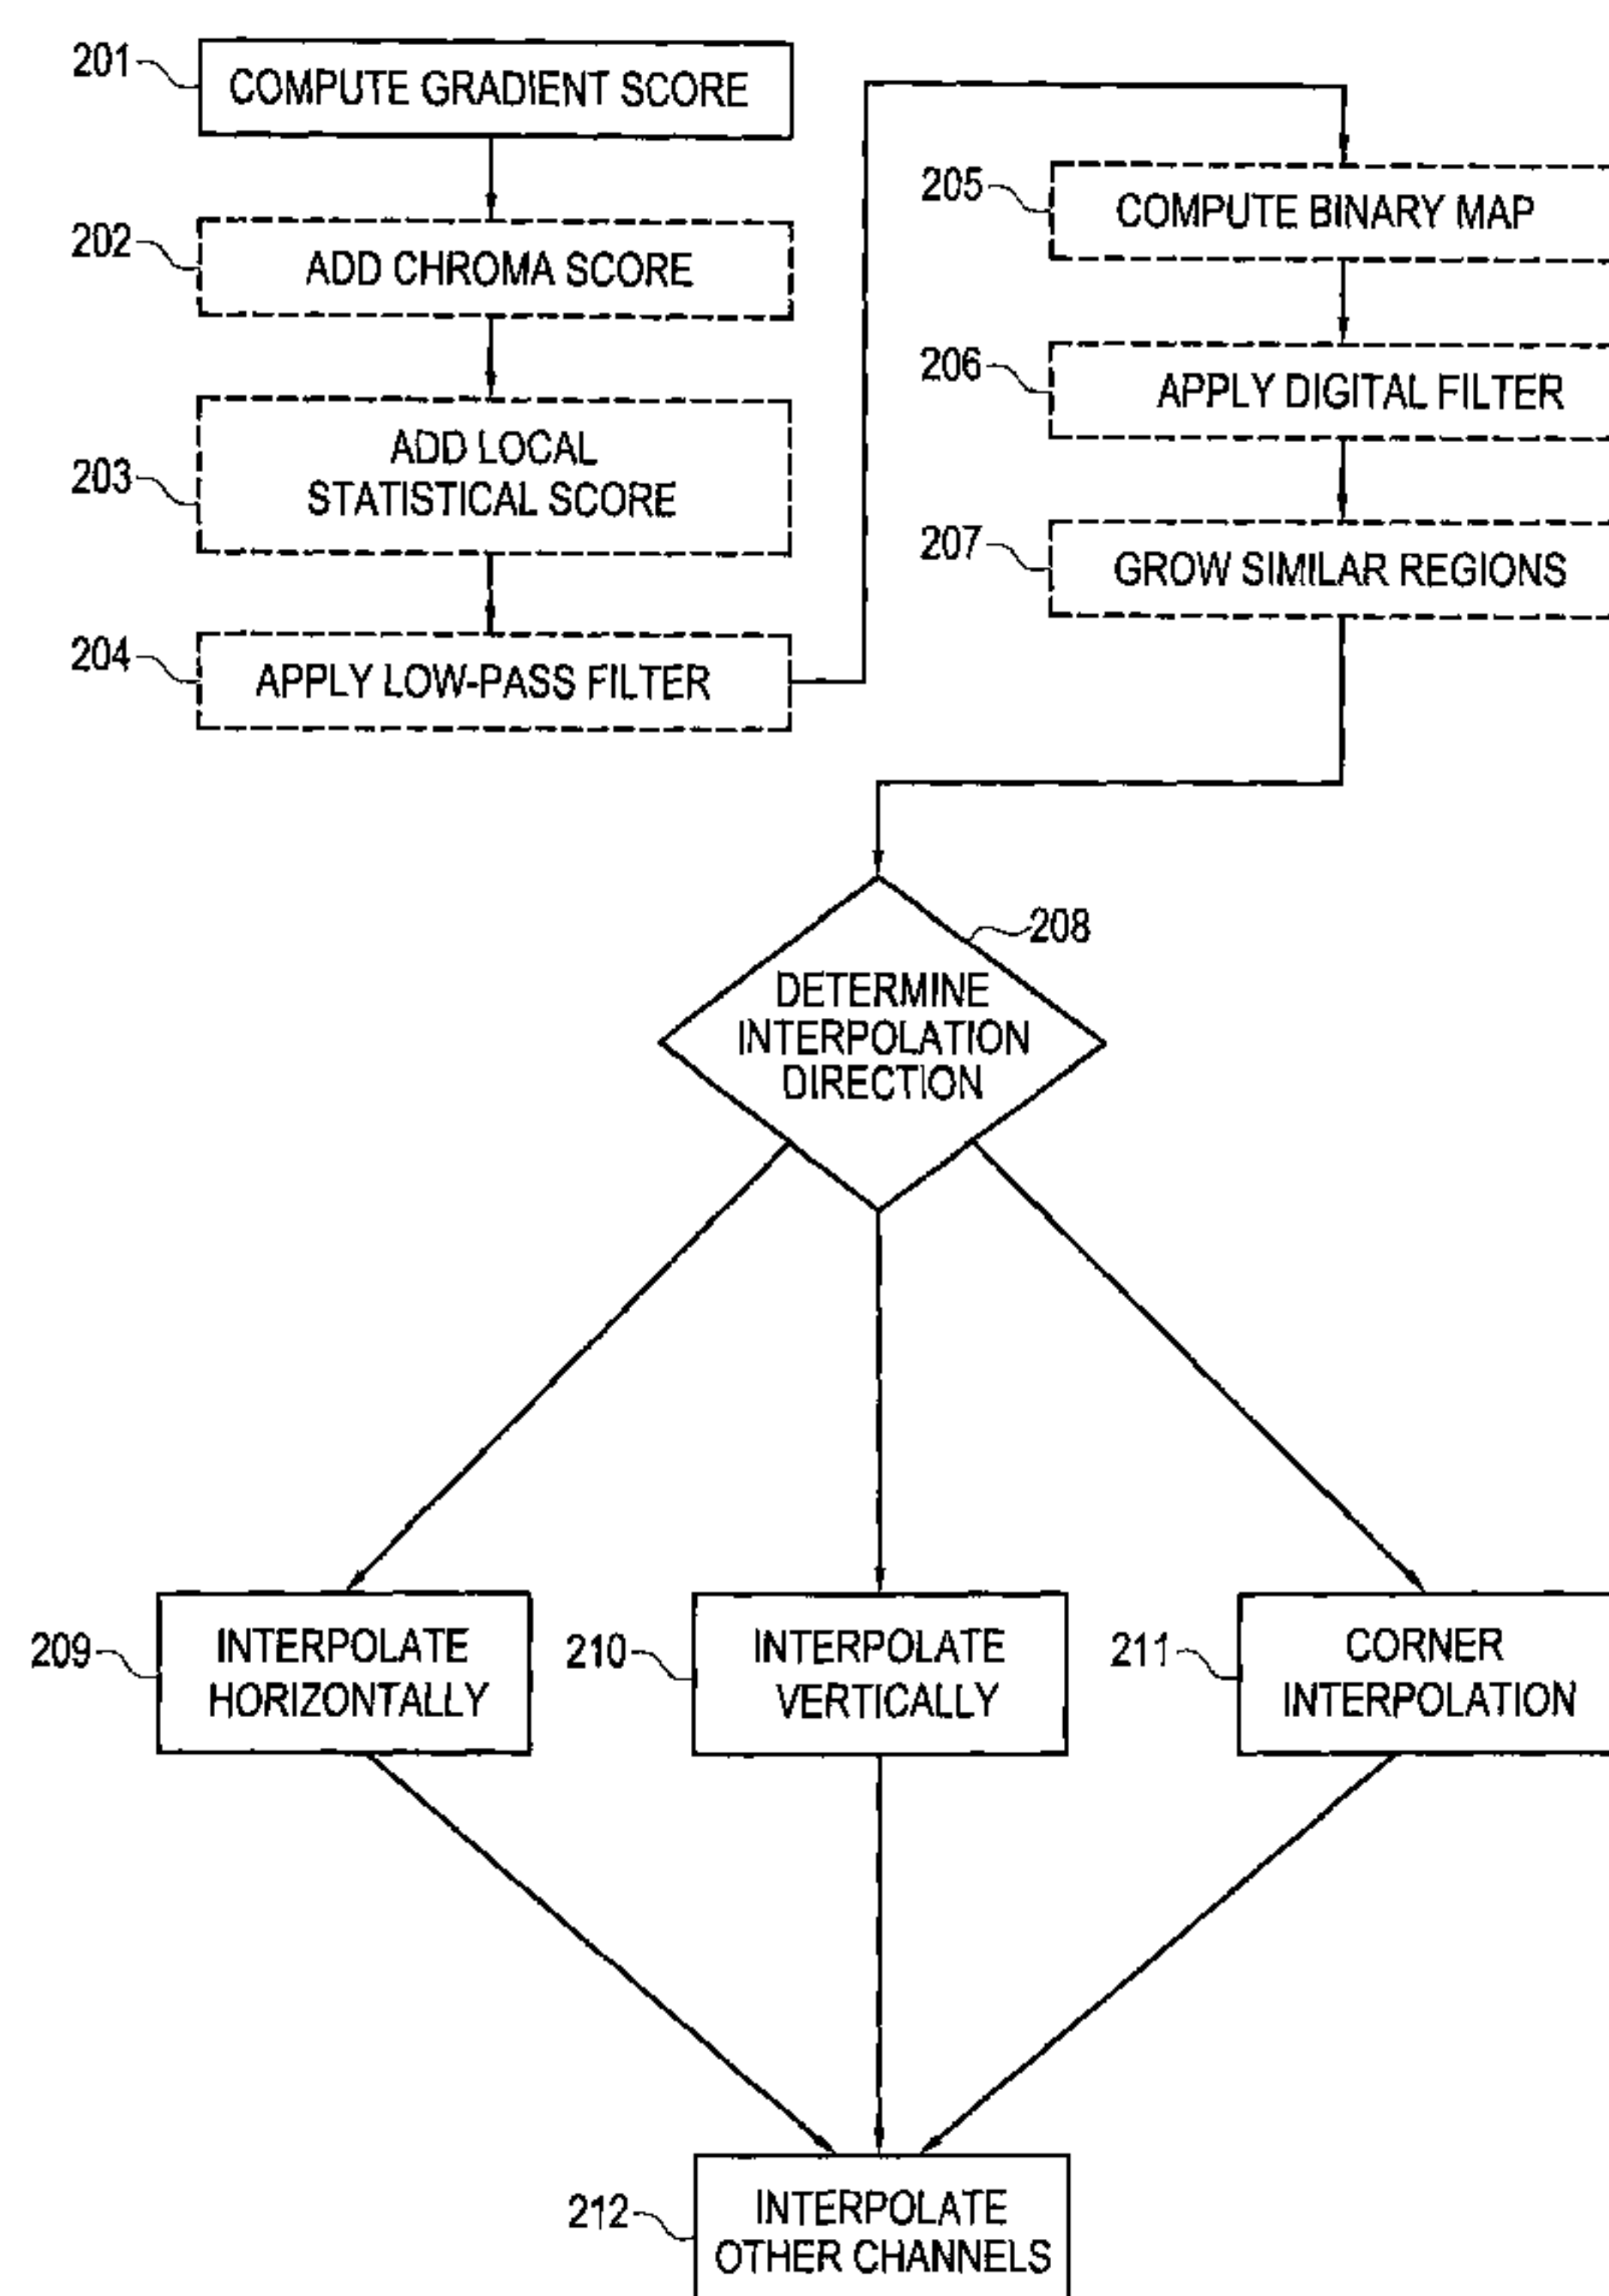 201
COMPUTE GRADIENT SCORE
202
ADD CHROMA SCORE
203
ADD LOCAL
STATISTICAL SCORE
204
APPLY LOW-PASS FILTER
205
COMPUTE BINARY MAP
206
APPLY DIGITAL FILTER
207
GROW SIMILAR REGIONS
208
DETERMINE
INTERPOLATION
DIRECTION
209
INTERPOLATE
HORIZONTALLY
210
INTERPOLATE
VERTICALLY
211
CORNER
INTERPOLATION
212
INTERPOLATE
OTHER CHANNELS